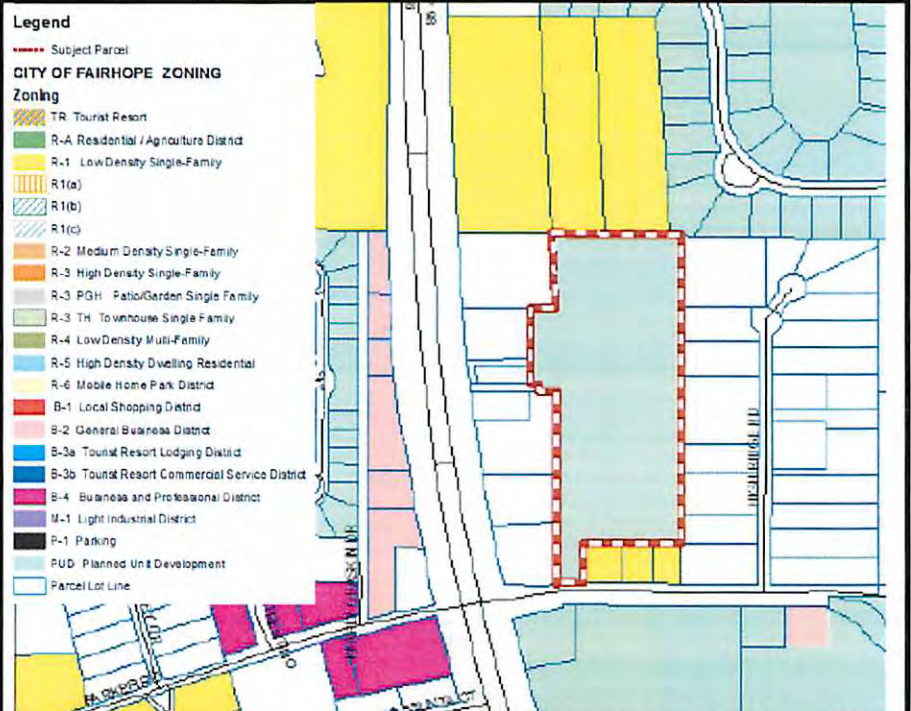 Legend
Subject Parcel
CITY OF FAIRHOPE ZONING
Zoning
TR Tourist Resort
R-A Residential / Agriculture District
R-1 Low Density Single-Family
R1(a)
R1(b)
R1(c)
R-2 Medium Density Single-Family
R-3 High Density Single-Family
R-3 PGH Patio/Garden Single Family
R-3 TH Townhouse Single Family
R-4 Low Density Multi-Family
R-5 High Density Dwelling Residential
R-6 Mobile Home Park District
B-1 Local Shopping District
B-2 General Business District
B-3a Tourist Resort Lodging District
B-3b Tourist Resort Commercial Service District
B-4 Business and Professional District
M-1 Light Industrial District
P-1 Parking
PUD Planned Unit Development
Parcel Lot Line